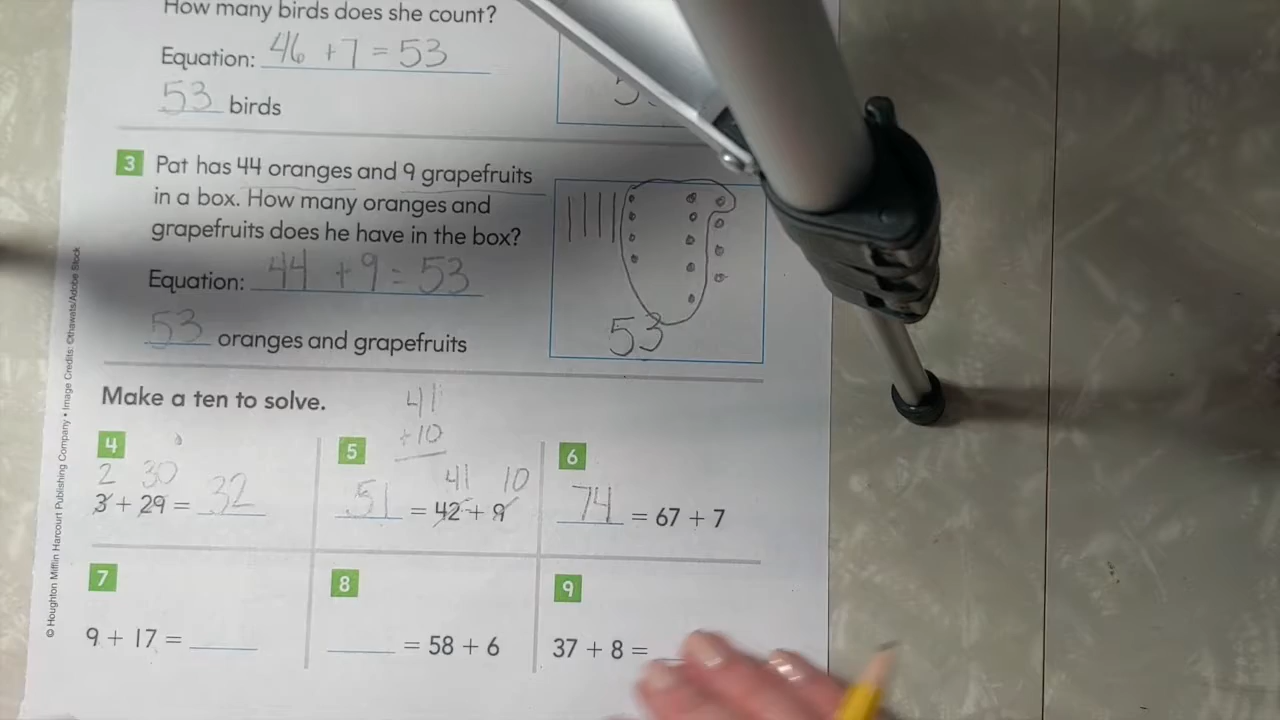 How many birds does she count?
Equation: 46 + 7 = 53
53 birds
3 Pat has 44 oranges and 9 grapefruits
in a box. How many oranges and
grapefruits does he have in the box?
Equation: 44 + 9 = 53
53
53 oranges and grapefruits
Make a ten to solve.
41
+10
4
2 30
3 + 29 = 32
5
41 10
51 = 42 + 9
6
74 = 67 + 7
7
9 + 17 =
8
= 58 + 6
9
37 + 8 =
© Houghton Mifflin Harcourt Publishing Company • Image Credits: ©thawats/Adobe Stock